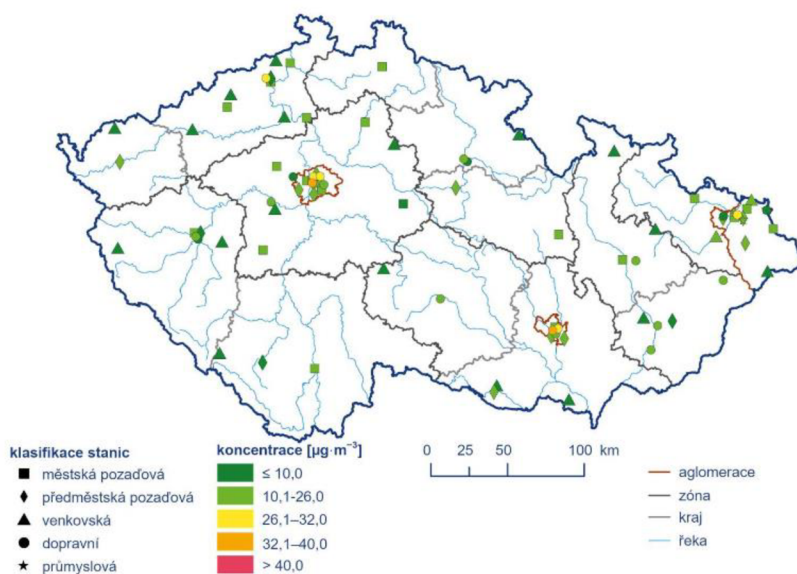 klasifikace stanic
městská pozaďová
předměstská pozaďová
venkovská
dopravní
průmyslová
koncentrace [µg·m⁻³]
≤ 10,0
10,1-26,0
26,1–32,0
32,1–40,0
> 40,0
0 25 50 100 km
aglomerace
zóna
kraj
řeka